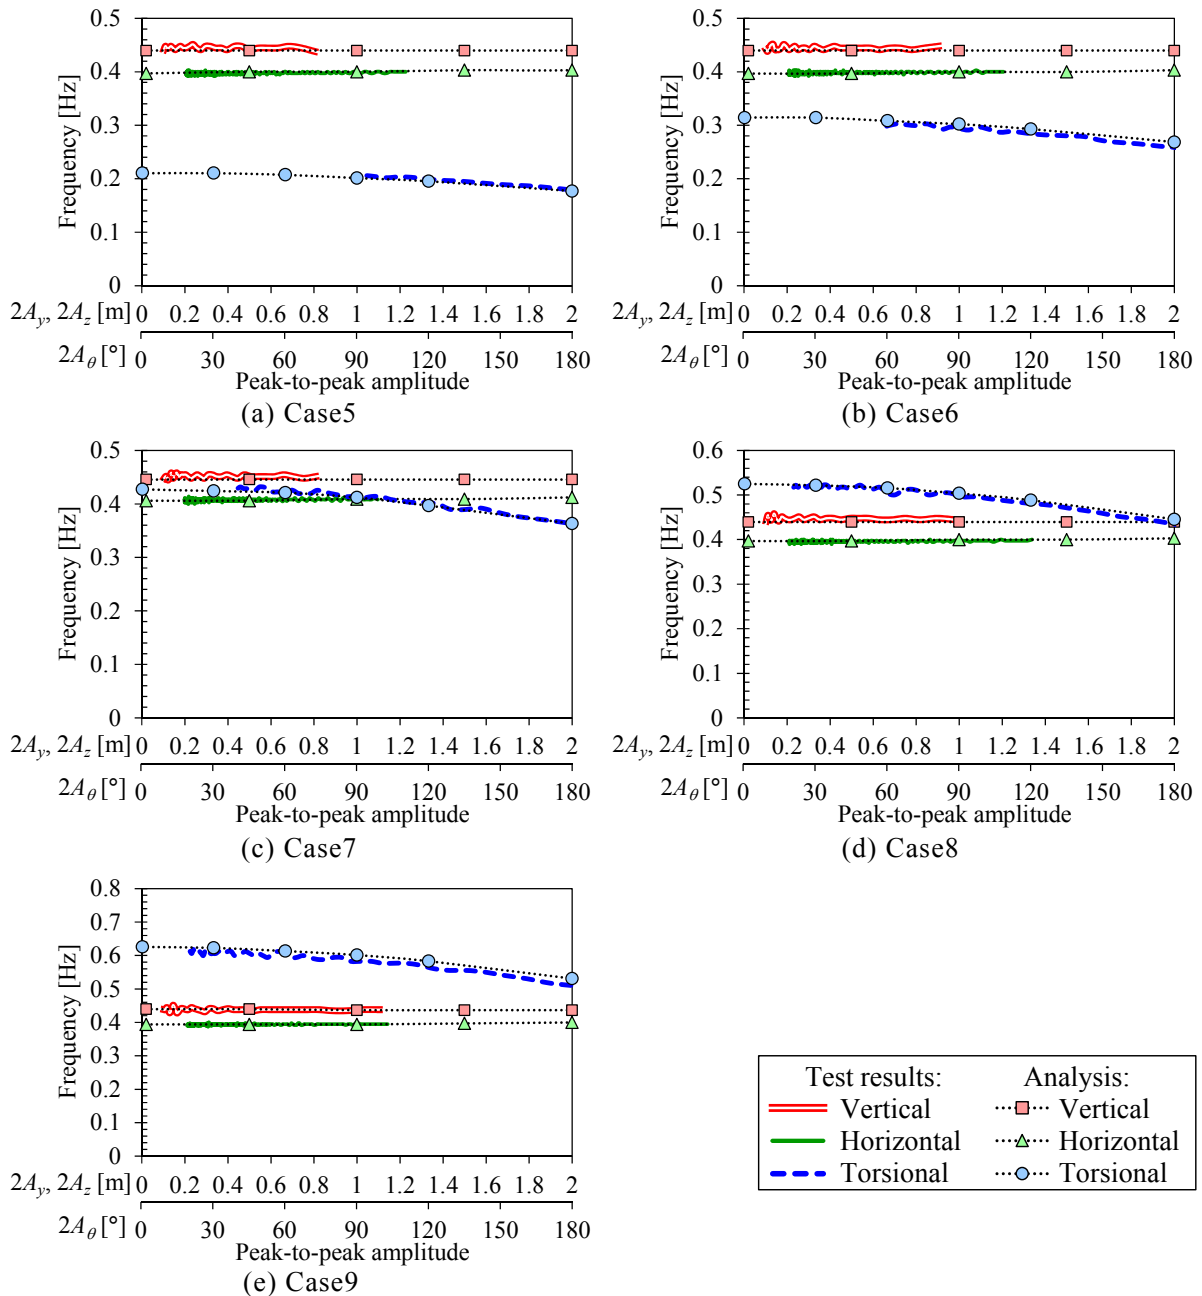 0.5 0.4 0.3 0.2 0.1 0
Frequency [Hz]
2Ay, 2Az [m] 0 0.2 0.4 0.6 0.8 1 1.2 1.4 1.6 1.8 2
2Aθ [°] 0 30 60 90 120 150 180
Peak-to-peak amplitude
(a) Case5
0.5 0.4 0.3 0.2 0.1 0
Frequency [Hz]
2Ay, 2Az [m] 0 0.2 0.4 0.6 0.8 1 1.2 1.4 1.6 1.8 2
2Aθ [°] 0 30 60 90 120 150 180
Peak-to-peak amplitude
(b) Case6
0.5 0.4 0.3 0.2 0.1 0
Frequency [Hz]
2Ay, 2Az [m] 0 0.2 0.4 0.6 0.8 1 1.2 1.4 1.6 1.8 2
2Aθ [°] 0 30 60 90 120 150 180
Peak-to-peak amplitude
(c) Case7
0.6 0.5 0.4 0.3 0.2 0.1 0
Frequency [Hz]
2Ay, 2Az [m] 0 0.2 0.4 0.6 0.8 1 1.2 1.4 1.6 1.8 2
2Aθ [°] 0 30 60 90 120 150 180
Peak-to-peak amplitude
(d) Case8
0.8 0.7 0.6 0.5 0.4 0.3 0.2 0.1 0
Frequency [Hz]
2Ay, 2Az [m] 0 0.2 0.4 0.6 0.8 1 1.2 1.4 1.6 1.8 2
2Aθ [°] 0 30 60 90 120 150 180
Peak-to-peak amplitude
(e) Case9
Test results: Analysis:
Vertical Vertical
Horizontal Horizontal
Torsional Torsional